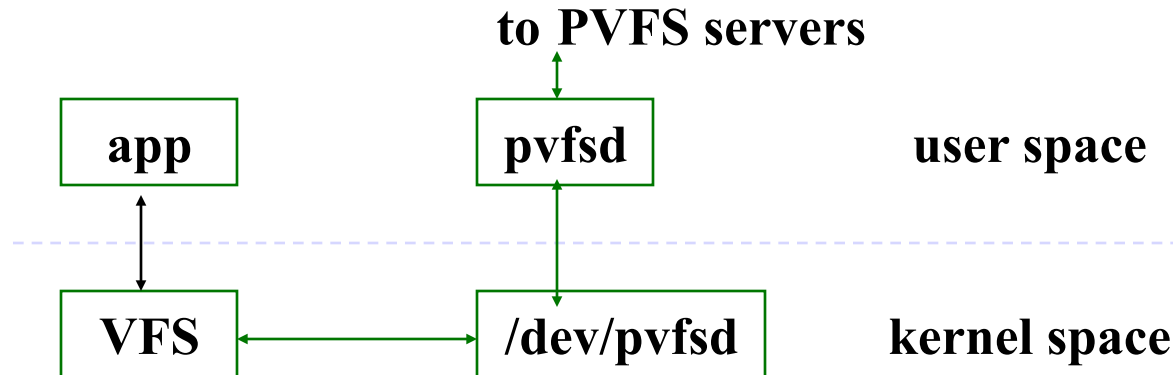 to PVFS servers
app
pvfsd
user space
VFS
/dev/pvfsd
kernel space